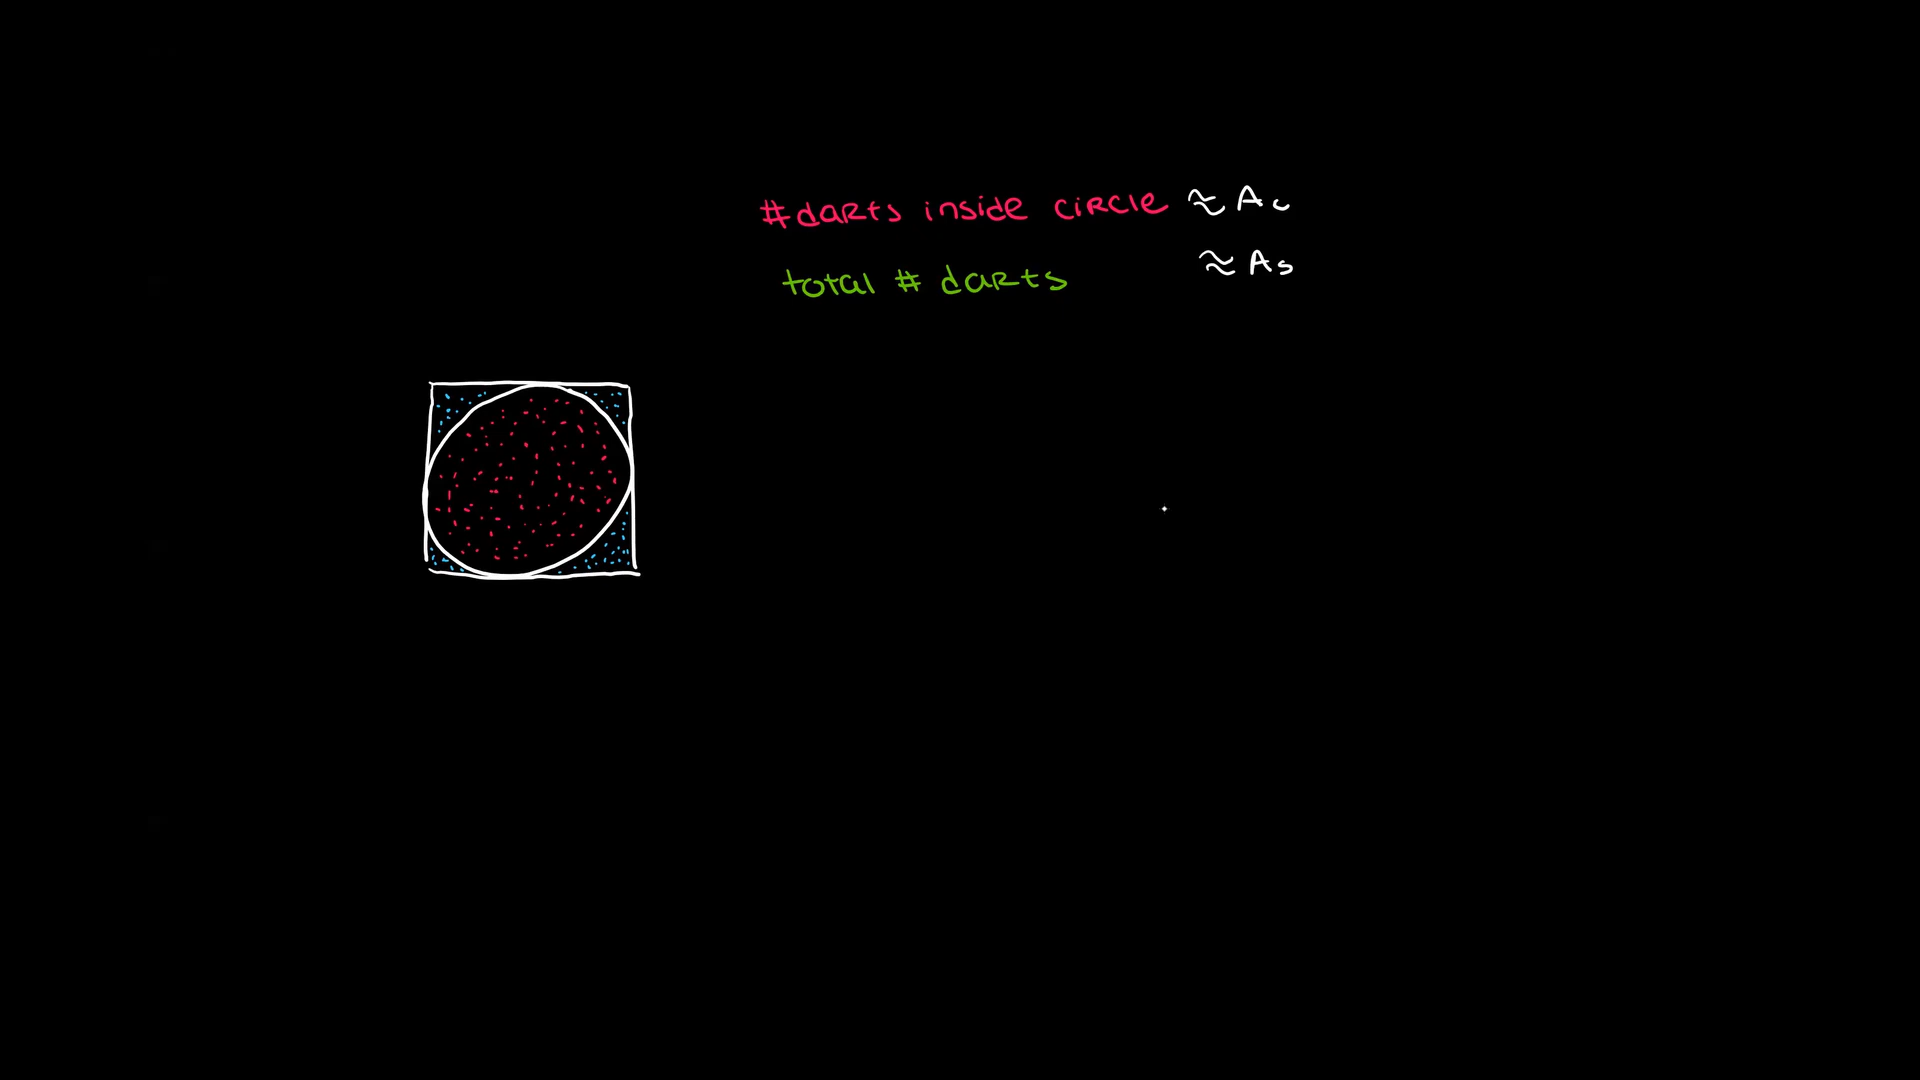 #darts inside circle ≈ Ac
total # darts ≈ As